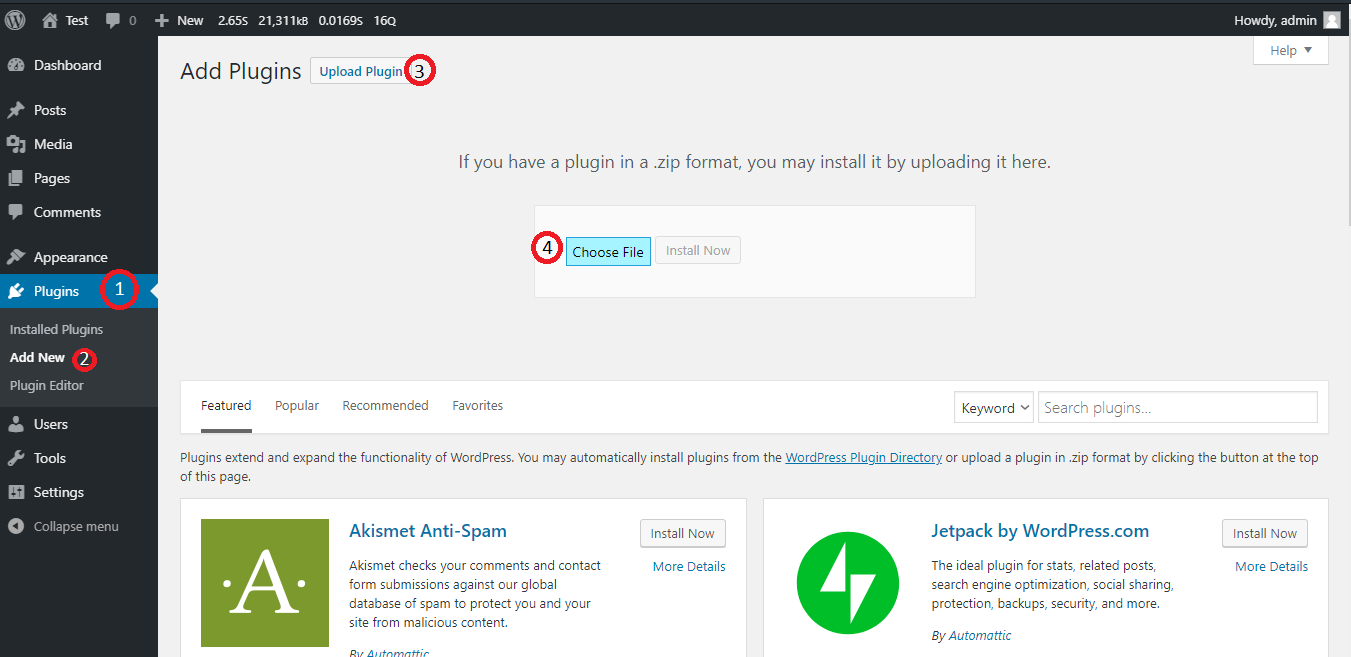 Test 0 New 2.65S 21,311kB 0.0169S 16Q Howdy, admin
Help
Dashboard
Posts
Media
Pages
Comments
Appearance
Plugins 1
Installed Plugins
Add New 2
Plugin Editor
Users
Tools
Settings
Collapse menu
Add Plugins Upload Plugin 3
If you have a plugin in a .zip format, you may install it by uploading it here.
4 Choose File Install Now
Featured Popular Recommended Favorites Keyword Search plugins...
Plugins extend and expand the functionality of WordPress. You may automatically install plugins from the WordPress Plugin Directory or upload a plugin in .zip format by clicking the button at the top
of this page.
·A·
Akismet Anti-Spam
Install Now
More Details
Akismet checks your comments and contact
form submissions against our global
database of spam to protect you and your
site from malicious content.
By Automattic
Jetpack by WordPress.com
Install Now
More Details
The ideal plugin for stats, related posts,
search engine optimization, social sharing,
protection, backups, security, and more.
By Automattic